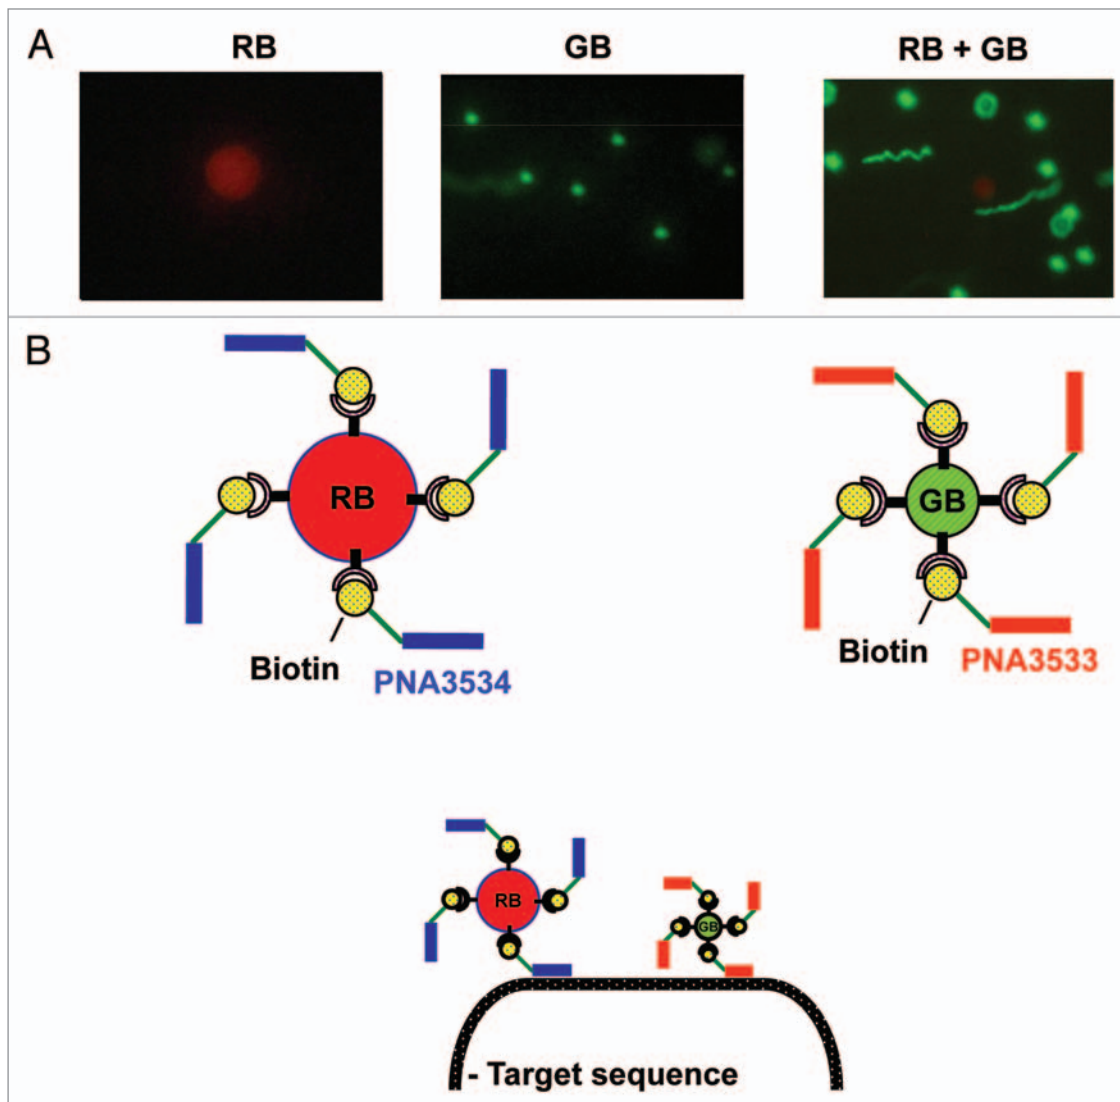 A
RB
GB
RB + GB
B
RB
GB
Biotin
PNA3534
Biotin
PNA3533
RB
GB
- Target sequence